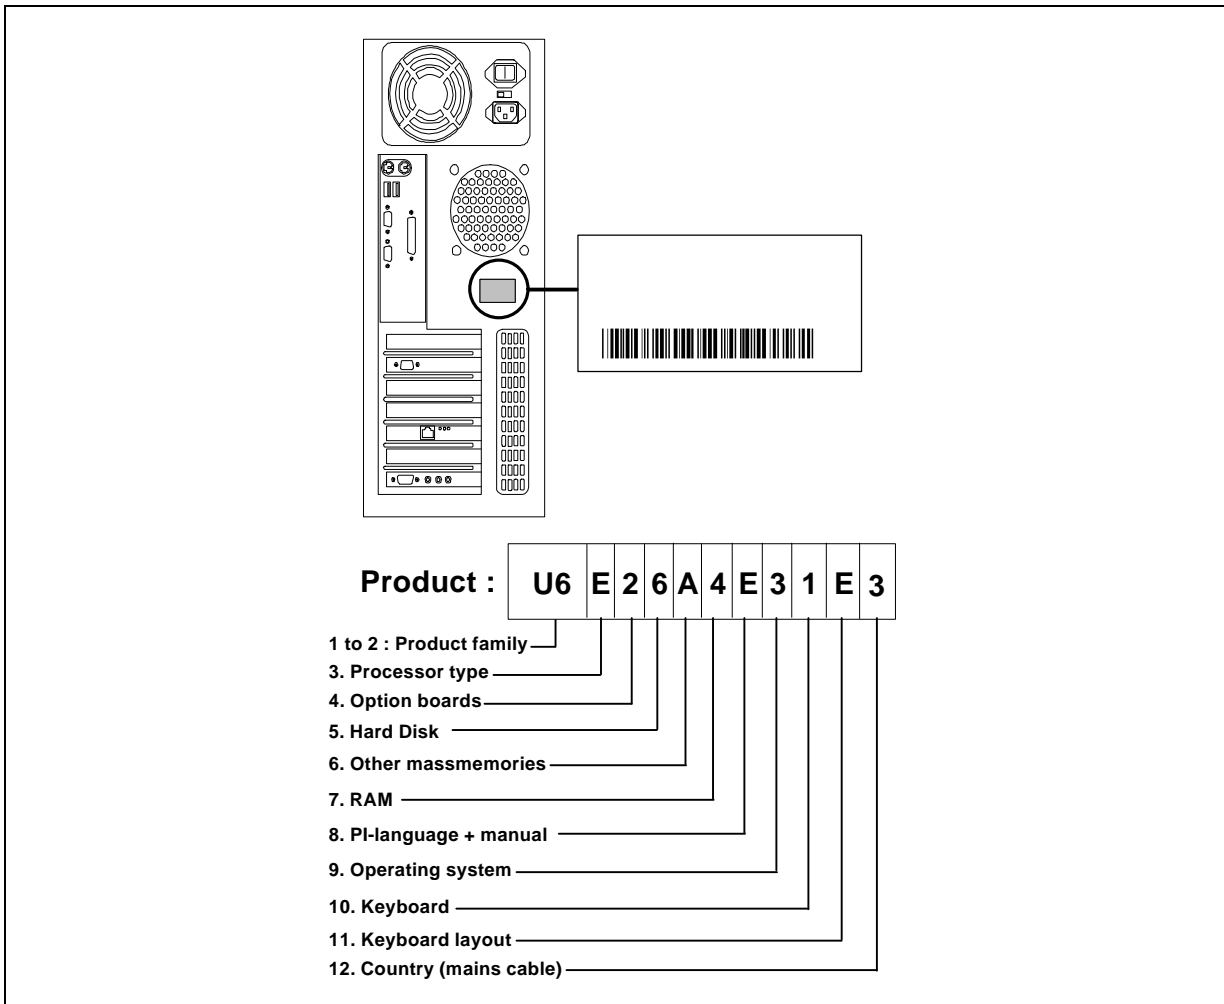 Product : U6 E 2 6 A 4 E 3 1 E 3
1 to 2 : Product family
3. Processor type
4. Option boards
5. Hard Disk
6. Other massmemories
7. RAM
8. PI-language + manual
9. Operating system
10. Keyboard
11. Keyboard layout
12. Country (mains cable)